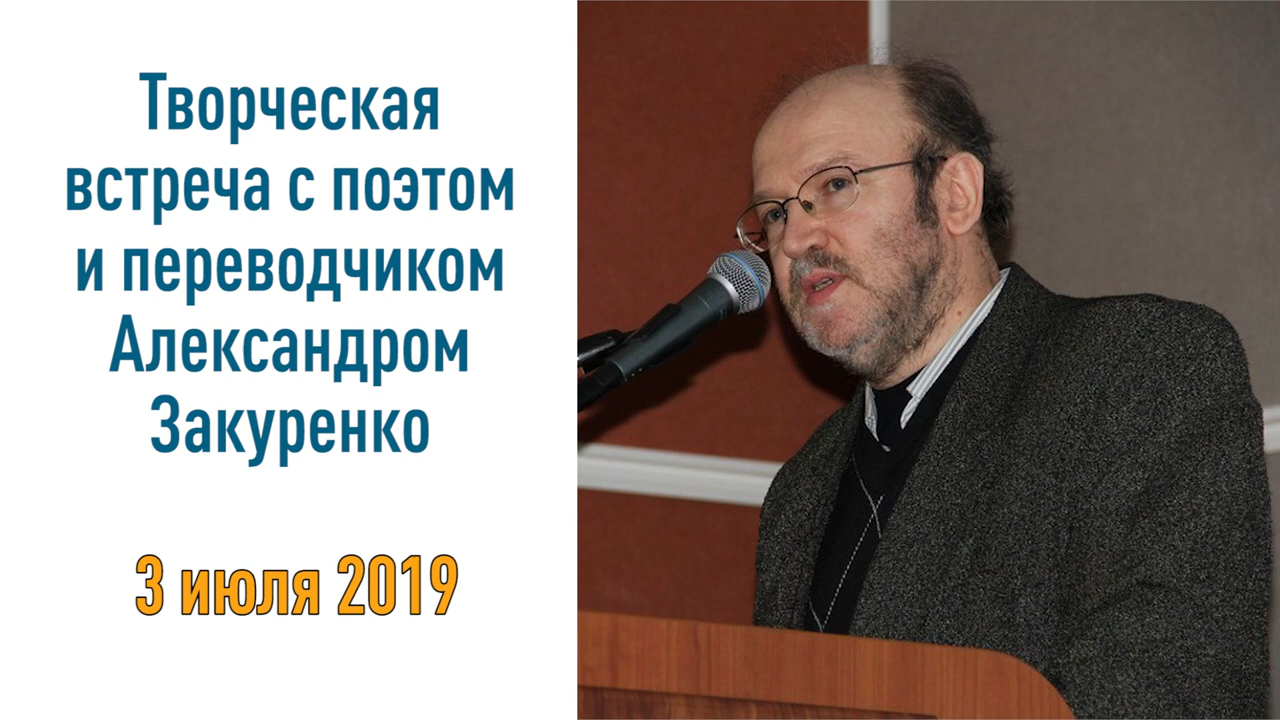 Творческая
встреча с поэтом
и переводчиком
Александром
Закуренко
3 июля 2019